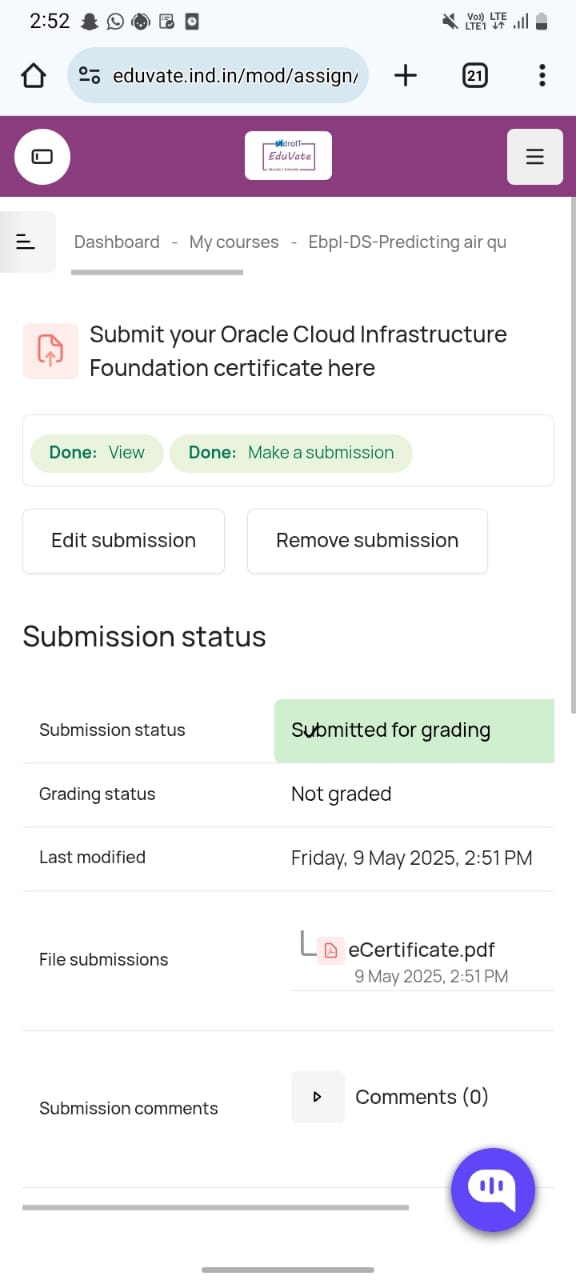 2:52
Vo)) LTE
LTE1
21
eduvate.ind.in/mod/assign/
EduVate
Dashboard - My courses - Ebpl-DS-Predicting air qu
Submit your Oracle Cloud Infrastructure
Foundation certificate here
Done: View
Done: Make a submission
Edit submission
Remove submission
Submission status
Submission status
Submitted for grading
Grading status
Not graded
Last modified
Friday, 9 May 2025, 2:51 PM
File submissions
eCertificate.pdf
9 May 2025, 2:51 PM
Submission comments
Comments (0)